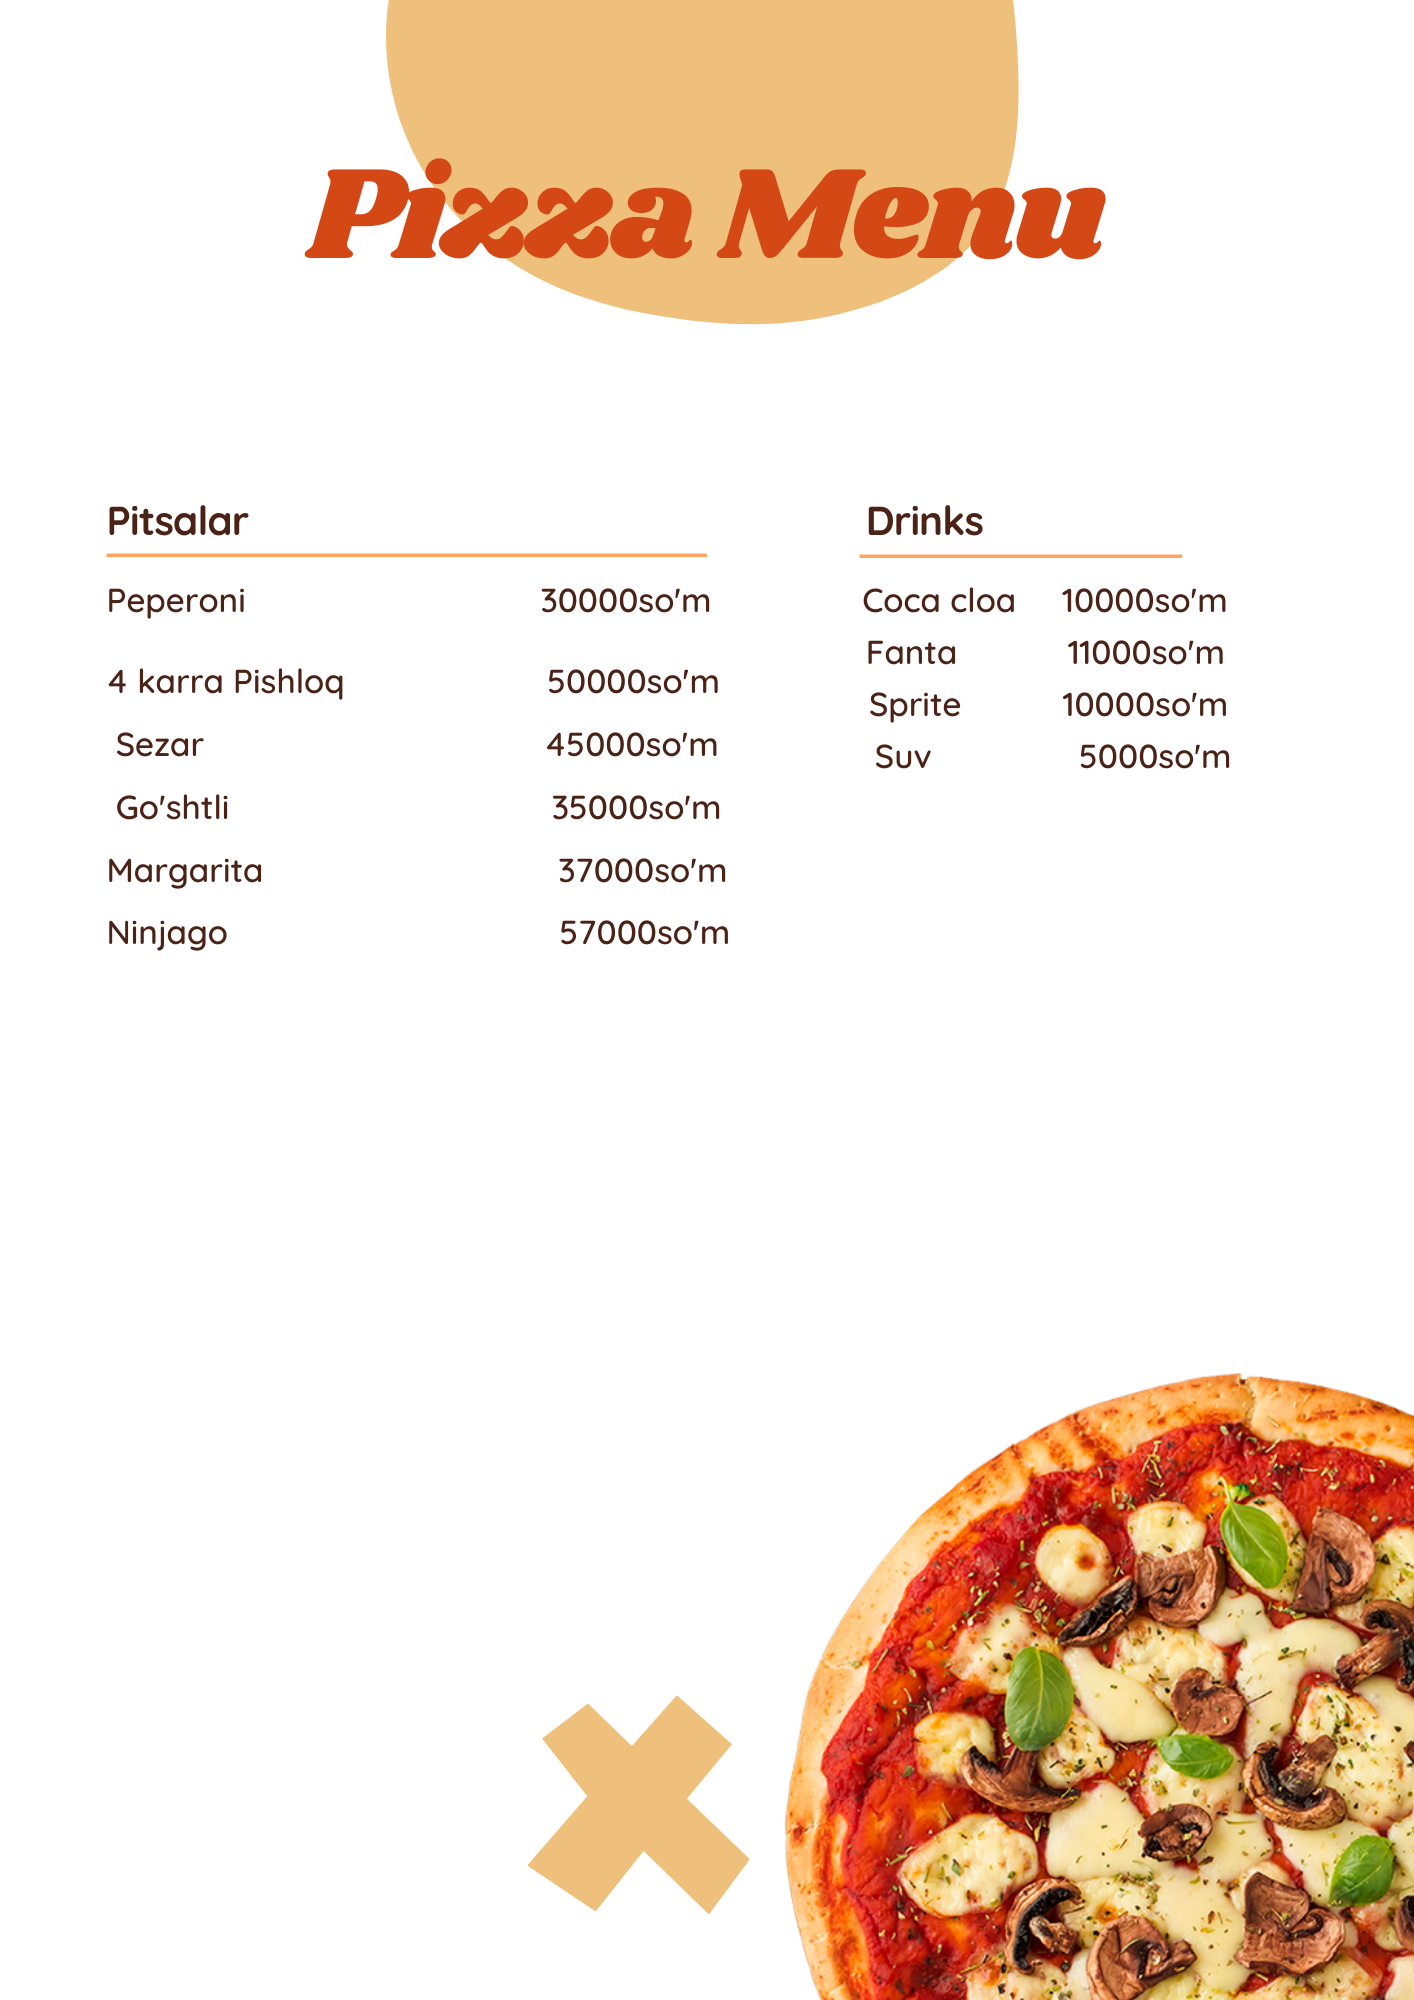 Pizza Menu
Pitsalar
Peperoni 30000so'm
4 karra Pishloq 50000so'm
Sezar 45000so'm
Go'shtli 35000so'm
Margarita 37000so'm
Ninjago 57000so'm
Drinks
Coca cloa 10000so'm
Fanta 11000so'm
Sprite 10000so'm
Suv 5000so'm